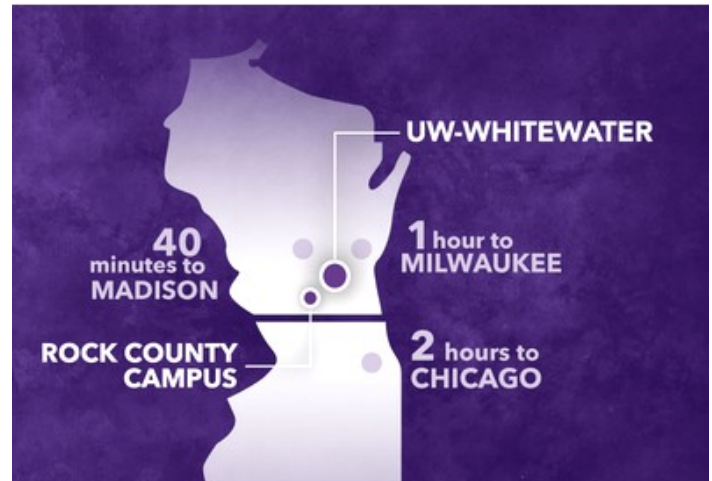 UW-WHITEWATER
40
minutes to
MADISON
1 hour to
MILWAUKEE
ROCK COUNTY
CAMPUS
2 hours to
CHICAGO